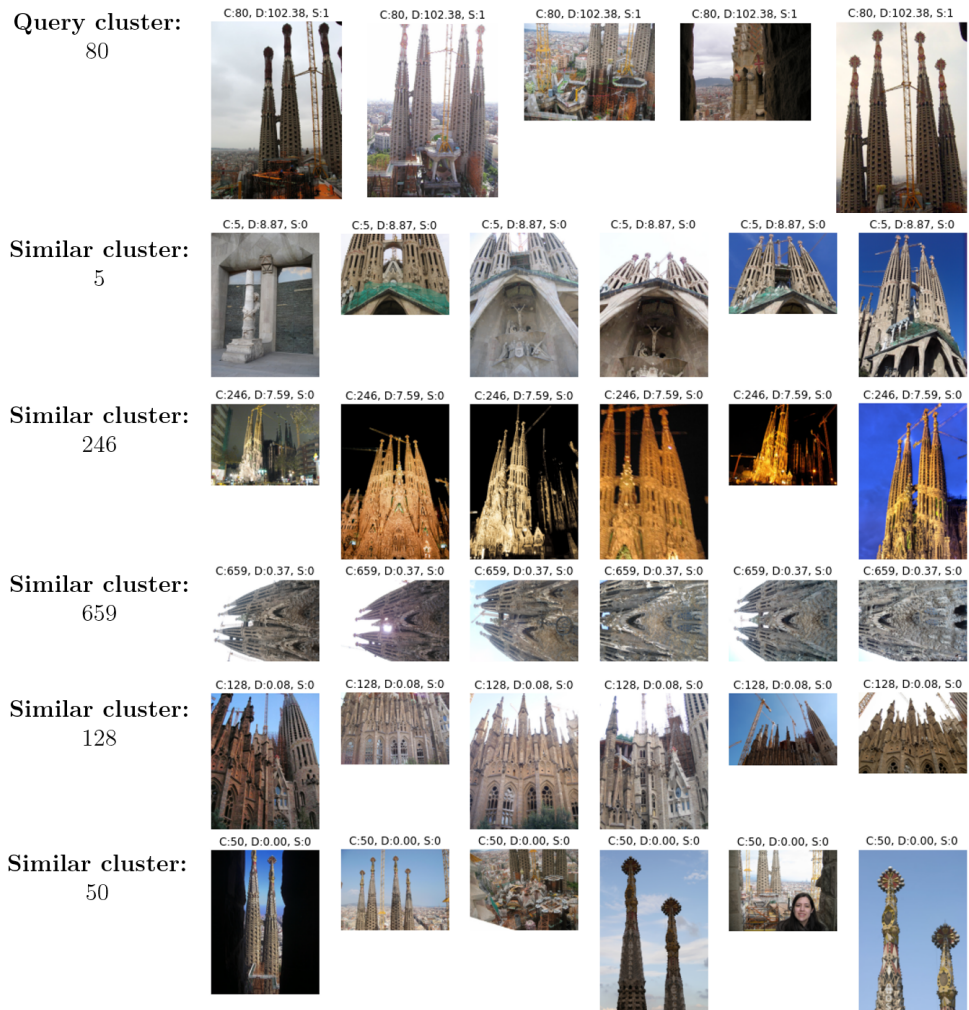 Query cluster:
80
C:80, D:102.38, S:1 C:80, D:102.38, S:1 C:80, D:102.38, S:1 C:80, D:102.38, S:1 C:80, D:102.38, S:1
Similar cluster:
5
C:5, D:8.87, S:0 C:5, D:8.87, S:0 C:5, D:8.87, S:0 C:5, D:8.87, S:0 C:5, D:8.87, S:0 C:5, D:8.87, S:0
Similar cluster:
246
C:246, D:7.59, S:0 C:246, D:7.59, S:0 C:246, D:7.59, S:0 C:246, D:7.59, S:0 C:246, D:7.59, S:0 C:246, D:7.59, S:0
Similar cluster:
659
C:659, D:0.37, S:0 C:659, D:0.37, S:0 C:659, D:0.37, S:0 C:659, D:0.37, S:0 C:659, D:0.37, S:0 C:659, D:0.37, S:0
Similar cluster:
128
C:128, D:0.08, S:0 C:128, D:0.08, S:0 C:128, D:0.08, S:0 C:128, D:0.08, S:0 C:128, D:0.08, S:0 C:128, D:0.08, S:0
Similar cluster:
50
C:50, D:0.00, S:0 C:50, D:0.00, S:0 C:50, D:0.00, S:0 C:50, D:0.00, S:0 C:50, D:0.00, S:0 C:50, D:0.00, S:0